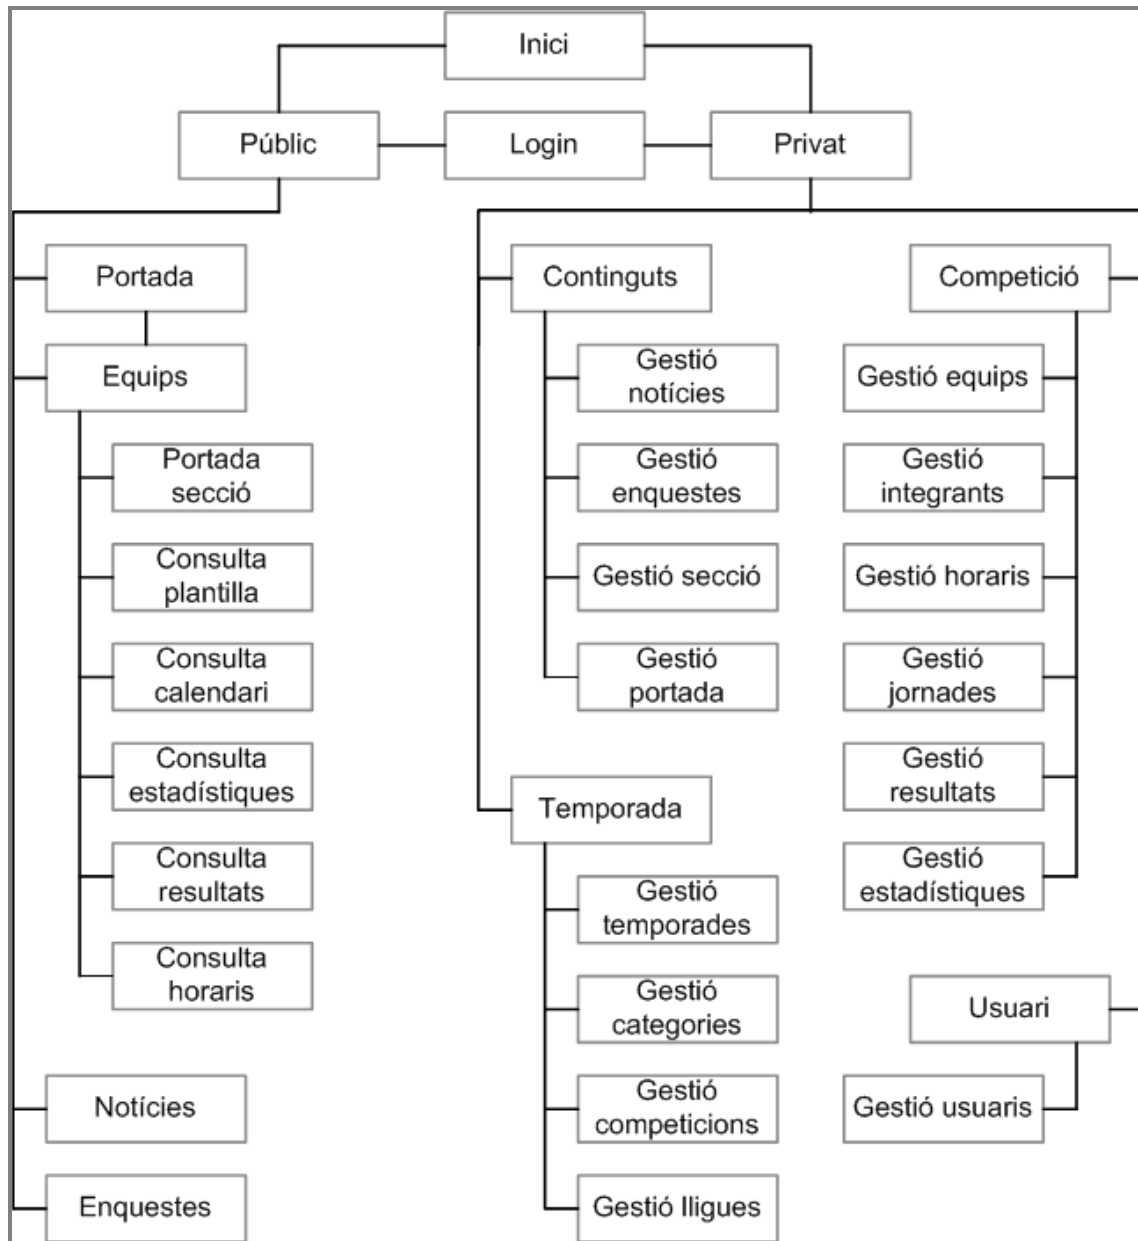 Inici
Públic
Login
Privat
Portada
Equips
Portada
secció
Consulta
plantilla
Consulta
calendari
Consulta
estadístiques
Consulta
resultats
Consulta
horaris
Notícies
Enquestes
Continguts
Gestió
notícies
Gestió
enquestes
Gestió secció
Gestió
portada
Temporada
Gestió
temporades
Gestió
categories
Gestió
competicions
Gestió lligues
Competició
Gestió equips
Gestió
integrants
Gestió horaris
Gestió
jornades
Gestió
resultats
Gestió
estadístiques
Usuari
Gestió usuaris